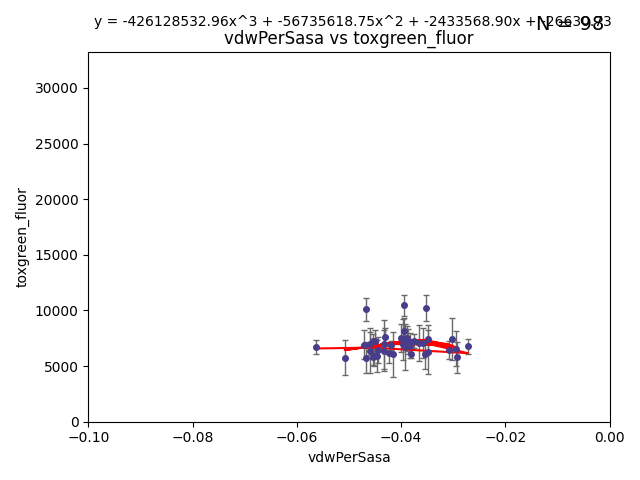 y = -426128532.96x^3 + -56735618.75x^2 + -2433568.90x +
N = 98
vdwPerSasa vs toxgreen_fluor
30000
25000
20000
15000
10000
5000
0
toxgreen_fluor
−0.10 −0.08 −0.06 −0.04 −0.02 0.00
vdwPerSasa